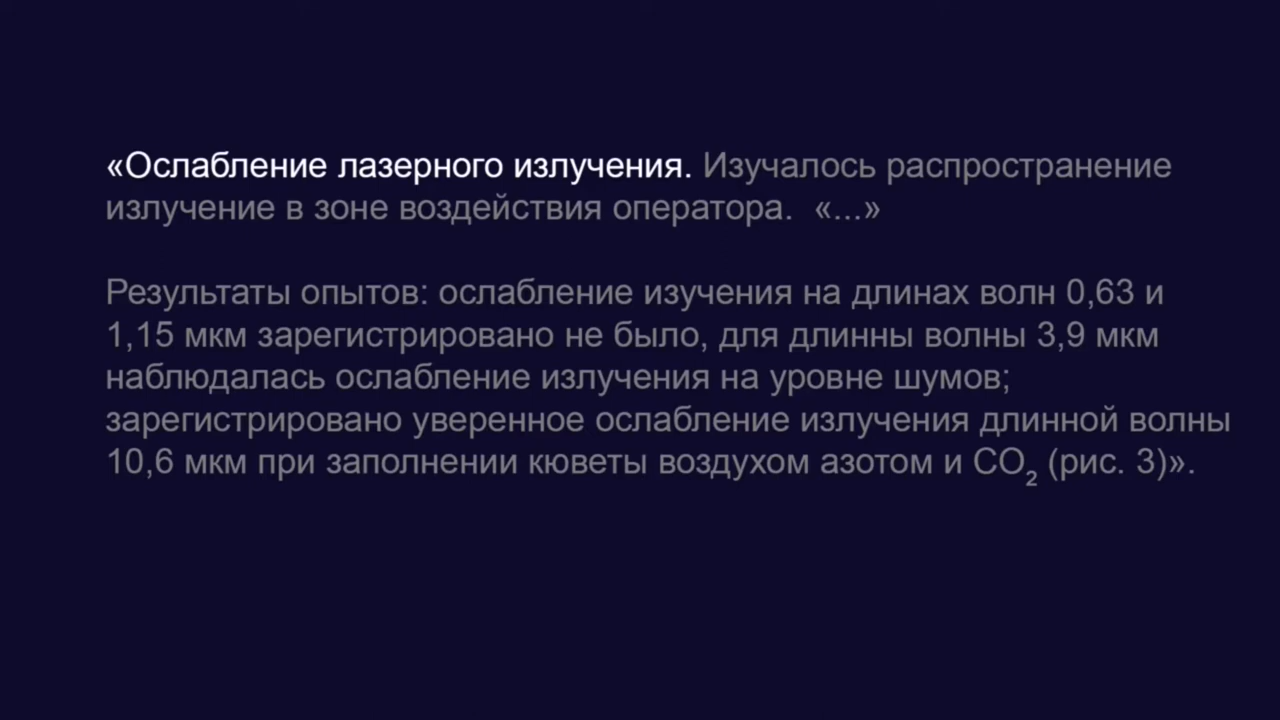 «Ослабление лазерного излучения. Изучалось распространение
излучение в зоне воздействия оператора. «...»
Результаты опытов: ослабление изучения на длинах волн 0,63 и
1,15 мкм зарегистрировано не было, для длинны волны 3,9 мкм
наблюдалась ослабление излучения на уровне шумов;
зарегистрировано уверенное ослабление излучения длинной волны
10,6 мкм при заполнении кюветы воздухом азотом и CO₂ (рис. 3)».